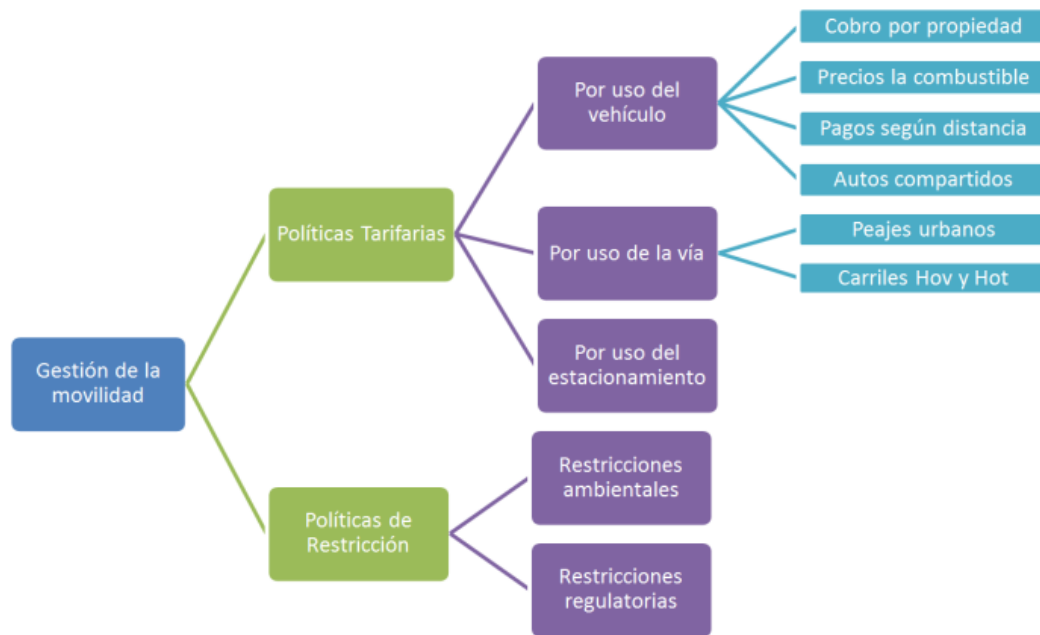 Gestión de la
movilidad
Políticas Tarifarias
Por uso del
vehículo
Cobro por propiedad
Precios la combustible
Pagos según distancia
Autos compartidos
Por uso de la vía
Peajes urbanos
Carriles Hov y Hot
Por uso del
estacionamiento
Políticas de
Restricción
Restricciones
ambientales
Restricciones
regulatorias